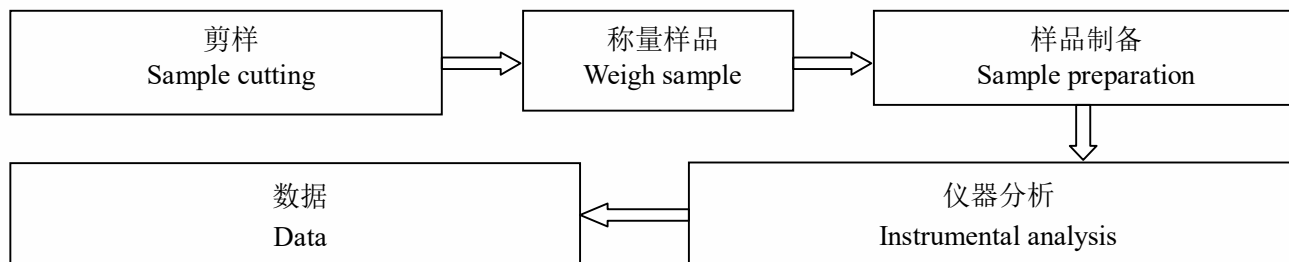 剪样
Sample cutting
称量样品
Weigh sample
样品制备
Sample preparation
仪器分析
Instrumental analysis
数据
Data